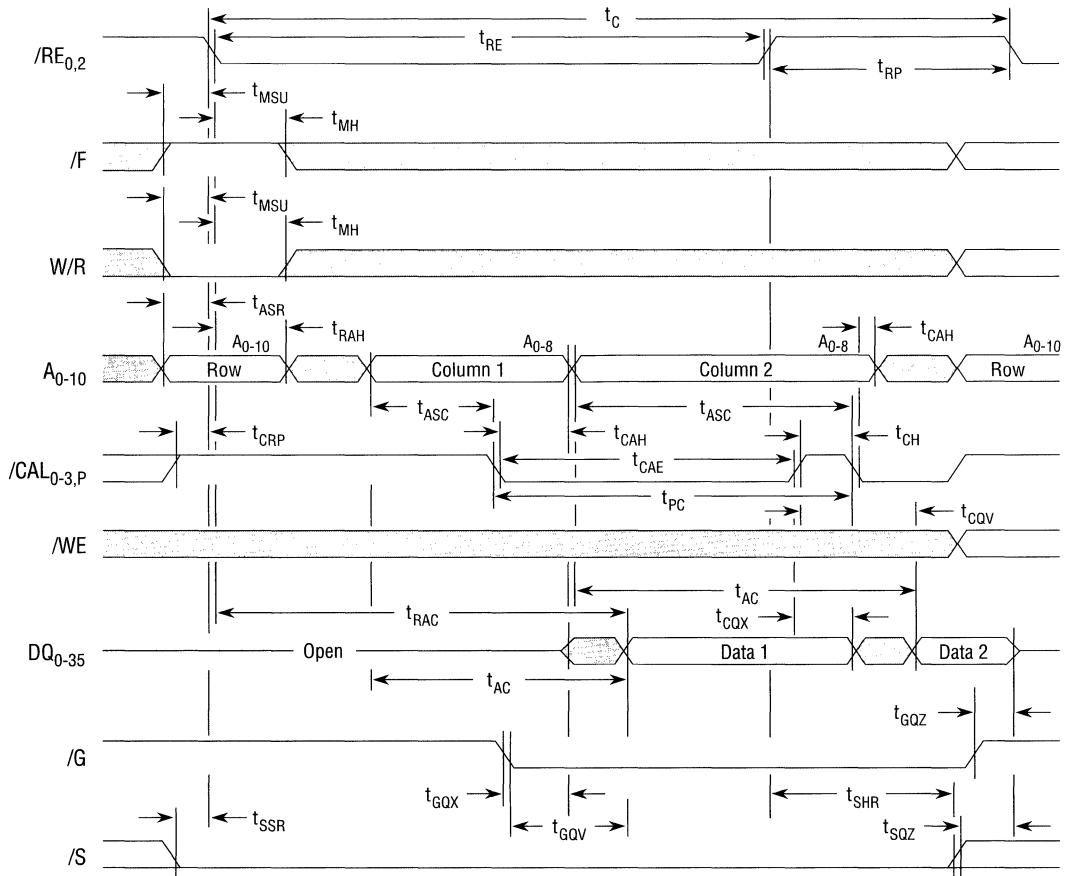 t_C
/RE_0,2
t_RE
t_RP
t_MSU
t_MH
/F
t_MSU
t_MH
W/R
t_ASR
t_RAH
t_CAH
A_0-10 A_0-8 A_0-8 A_0-10
A_0-10 Row Column 1 Column 2 Row
t_ASC t_ASC
t_CRP t_CAH t_CH
/CAL_0-3,P
t_CAE
t_PC
t_CQV
/WE
t_AC
t_RAC t_CQX
DQ_0-35 Open Data 1 Data 2
t_AC
t_GQZ
/G
t_GQX t_SHR
t_SSR t_GQV t_SQZ
/S